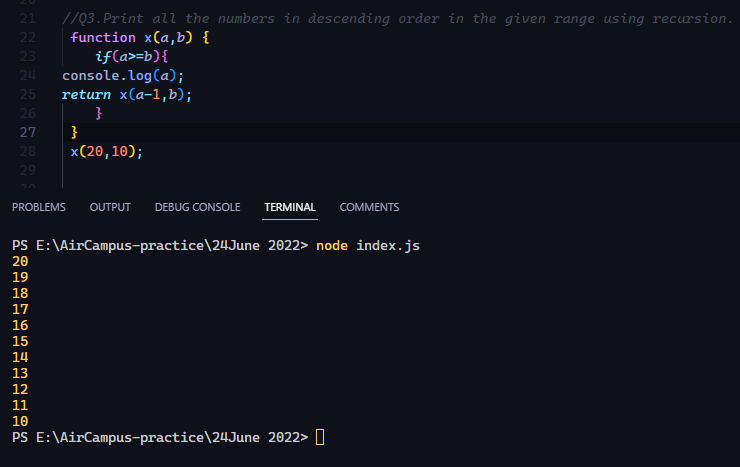 21 //Q3.Print all the numbers in descending order in the given range using recursion.
22 function x(a,b) {
23 if(a>=b){
24 console.log(a);
25 return x(a-1,b);
26 }
27 }
28 x(20,10);
29
PROBLEMS OUTPUT DEBUG CONSOLE TERMINAL COMMENTS
PS E:\AirCampus-practice\24June 2022> node index.js
20
19
18
17
16
15
14
13
12
11
10
PS E:\AirCampus-practice\24June 2022>